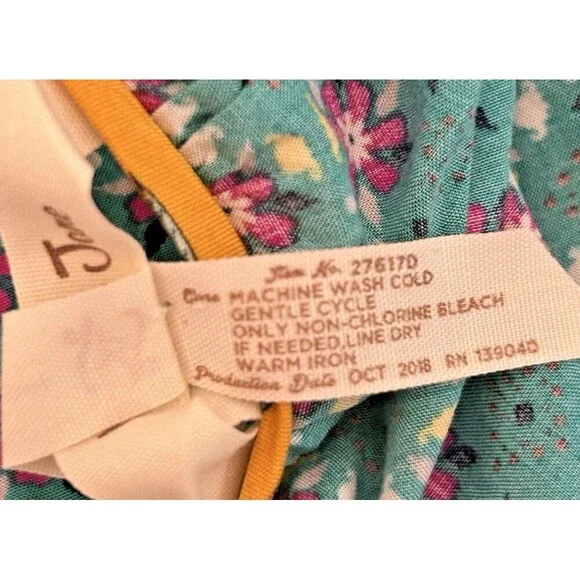 Item No. 27617D
Care MACHINE WASH COLD
GENTLE CYCLE
ONLY NON-CHLORINE BLEACH
IF NEEDED, LINE DRY
WARM IRON
Production Date OCT 2018 RN 139040